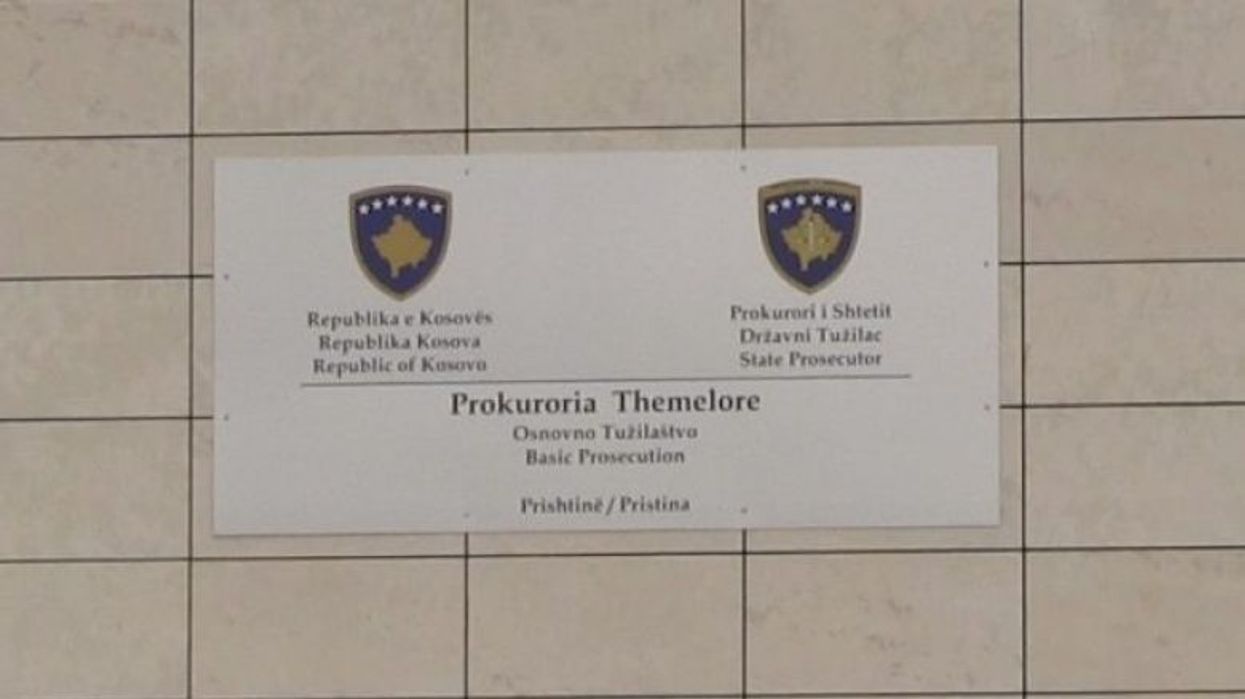 Republika e Kosovës
Republika Kosova
Republic of Kosovo
Prokurori i Shtetit
Državni Tužilac
State Prosecutor
Prokuroria Themelore
Osnovno Tužilaštvo
Basic Prosecution
Prishtinë / Pristina